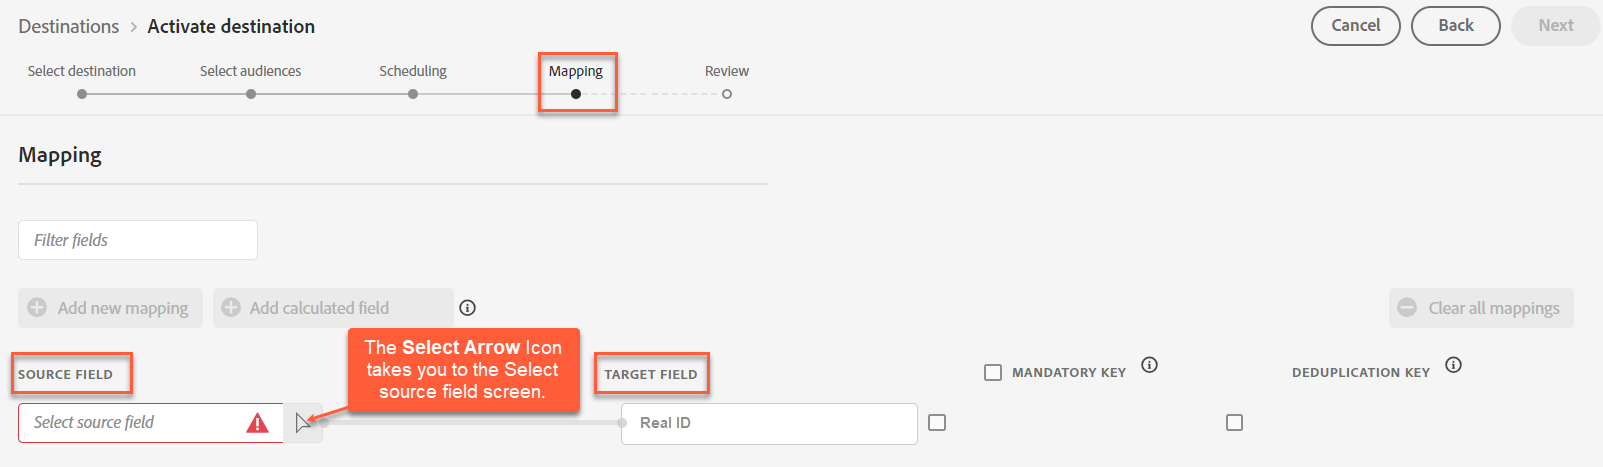 Destinations > Activate destination
Cancel
Back
Next
Select destination
Select audiences
Scheduling
Mapping
Review
Mapping
Filter fields
Add new mapping
Add calculated field
Clear all mappings
The Select Arrow Icon
takes you to the Select
source field screen.
SOURCE FIELD
TARGET FIELD
MANDATORY KEY
DEDUPLICATION KEY
Select source field
Real ID